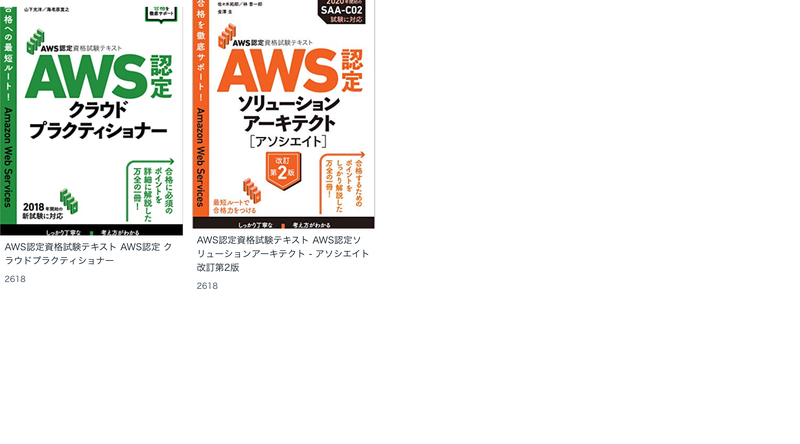 山下光洋／海老原寛之
徹底サポート
合格への最短ルート！ Amazon Web Services
AWS認定資格試験テキスト
AWS認定
クラウド
プラクティショナー
合格に必須の
ポイントを
詳細に解説した
万全の一冊！
2018年開始の
新試験に対応
しっかり丁寧な
考え方がわかる
AWS認定資格試験テキスト AWS認定 ク
ラウドプラクティショナー
2618
佐々木拓郎／林 晋一郎
金澤 圭
2020年開始の
SAA-C02
試験に対応
合格を徹底サポート！ Amazon Web Services
AWS認定資格試験テキスト
AWS認定
ソリューション
アーキテクト
［アソシエイト］
改訂
第2版
合格するための
ポイントを
しっかり解説した
万全の一冊！
最短ルートで
合格力をつける
しっかり丁寧な
考え方がわかる
AWS認定資格試験テキスト AWS認定ソ
リューションアーキテクト - アソシエイト
改訂第2版
2618